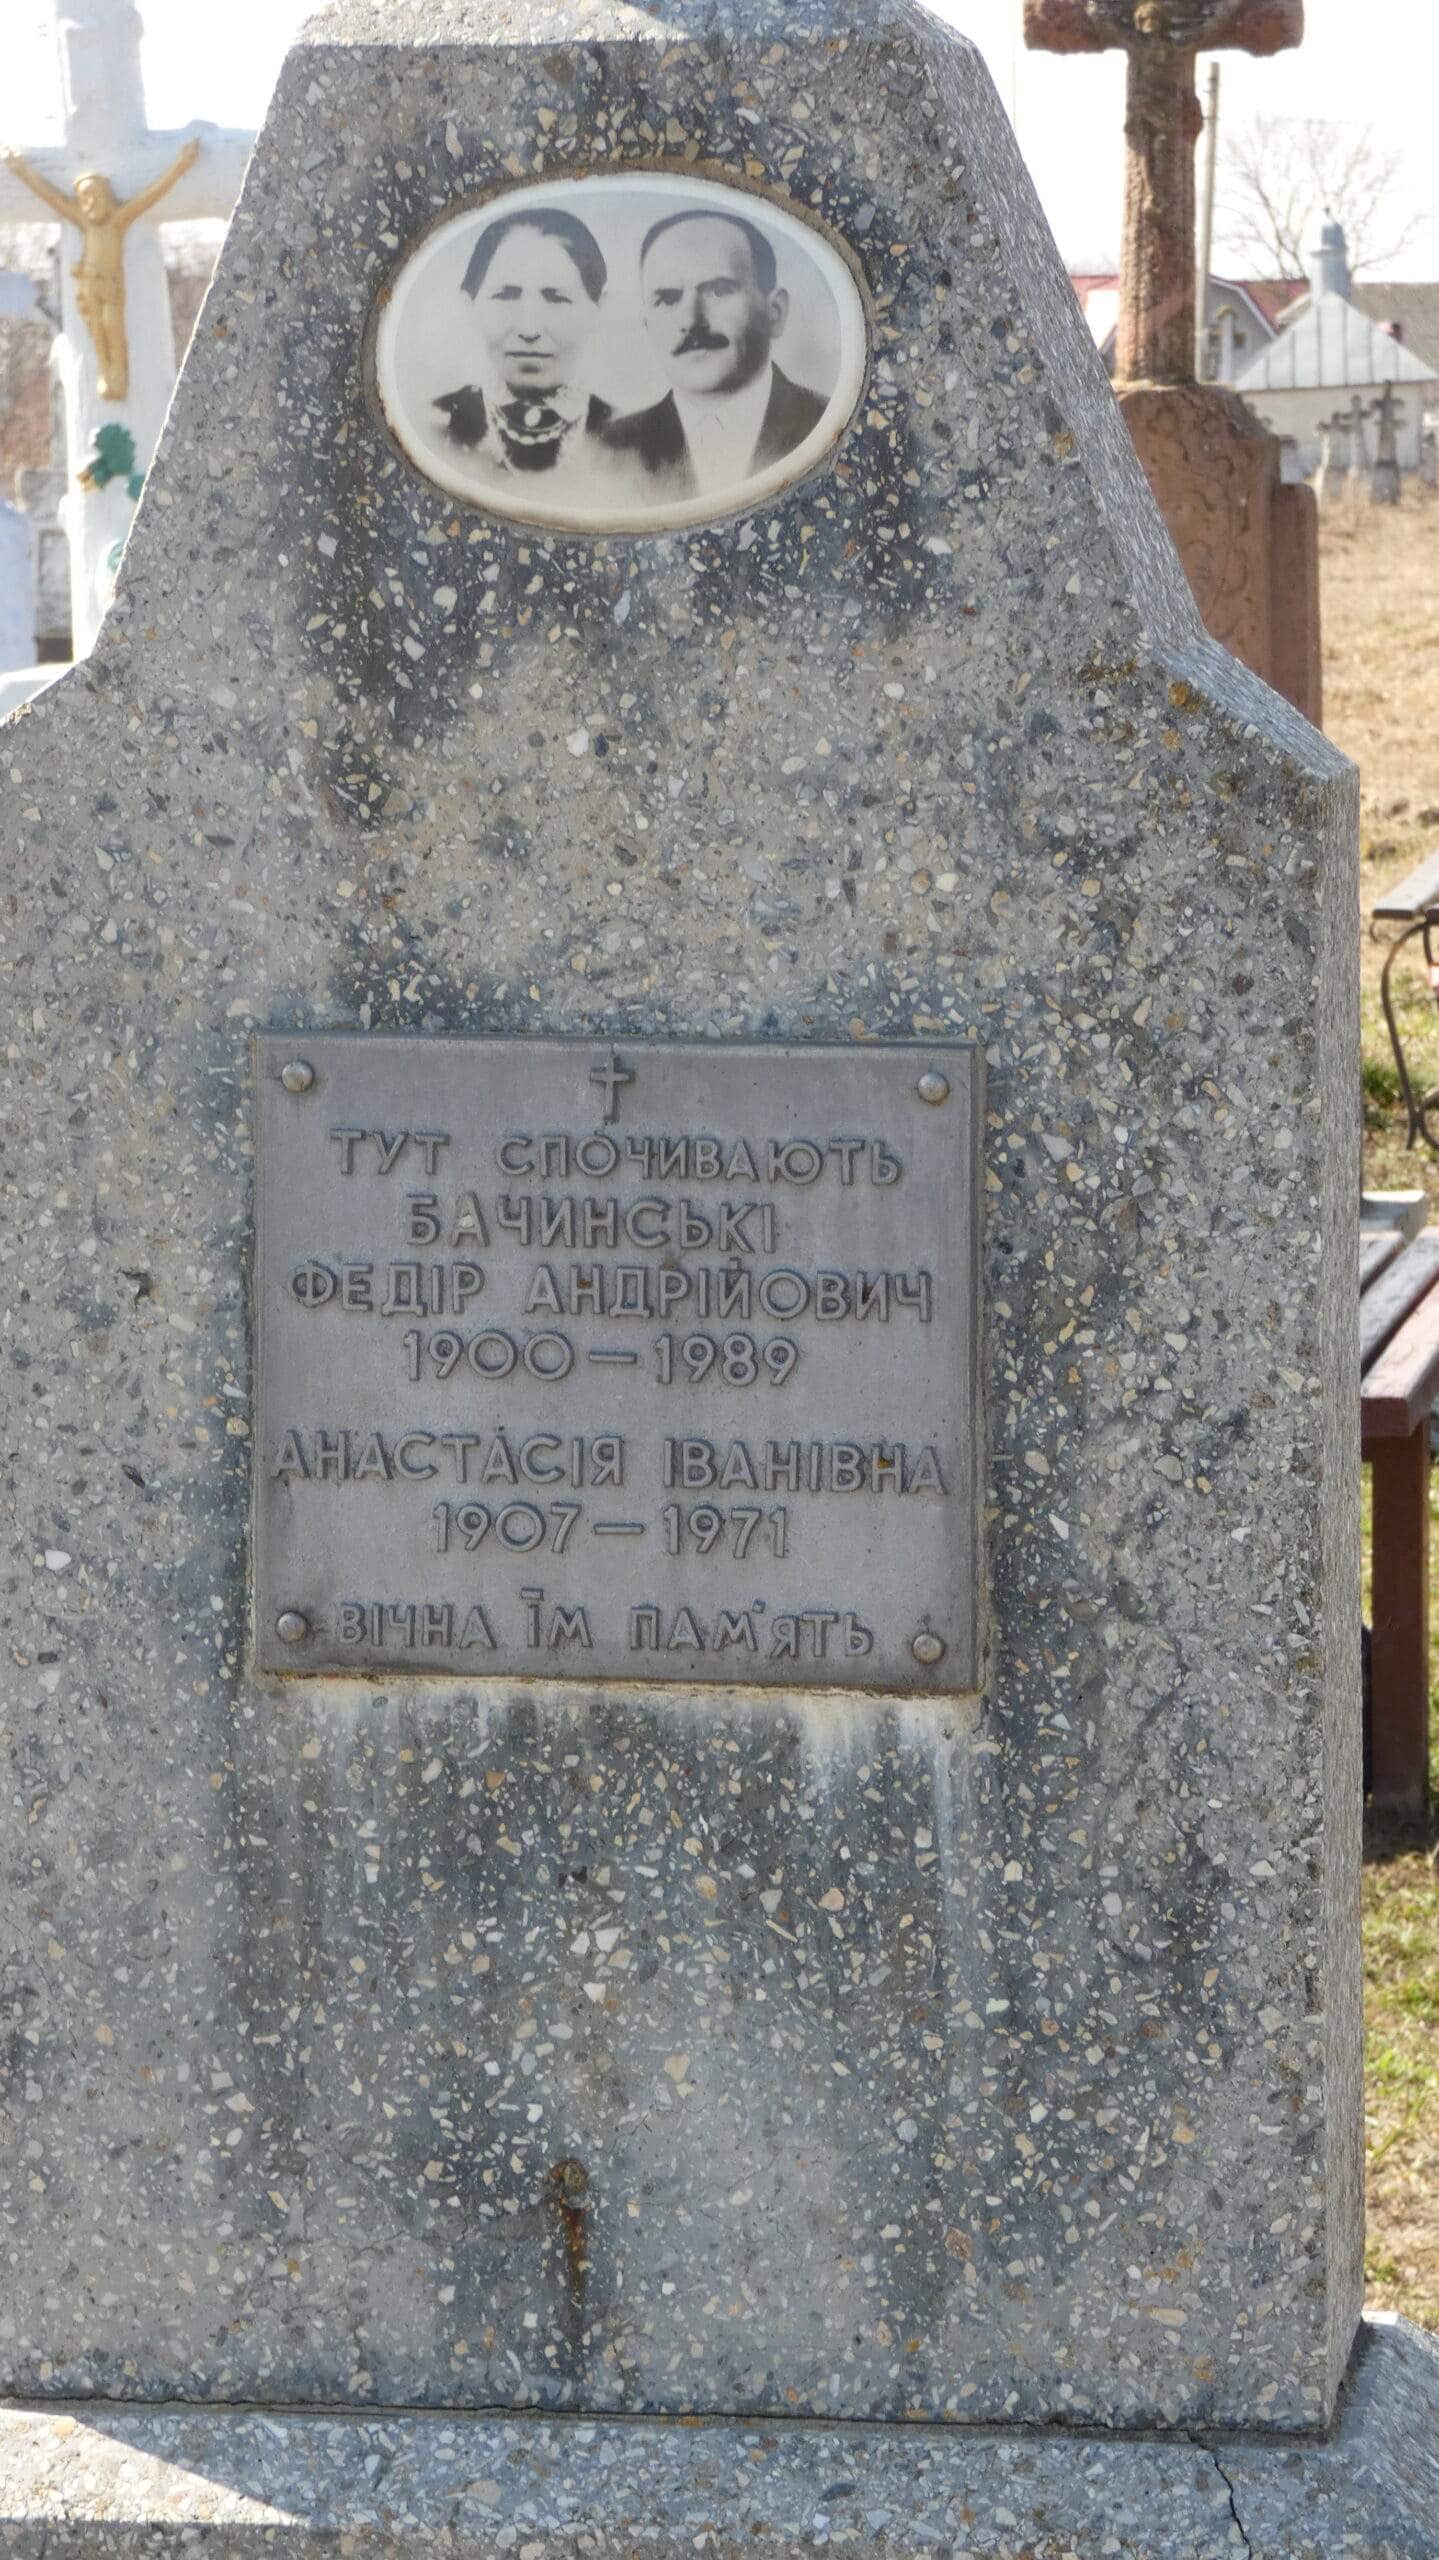 ТУТ СПОЧИВАЮТЬ
БАЧИНСЬКІ
ФЕДІР АНДРІЙОВИЧ
1900 — 1989
АНАСТАСІЯ ІВАНІВНА
1907 — 1971
ВІЧНА ЇМ ПАМ'ЯТЬ